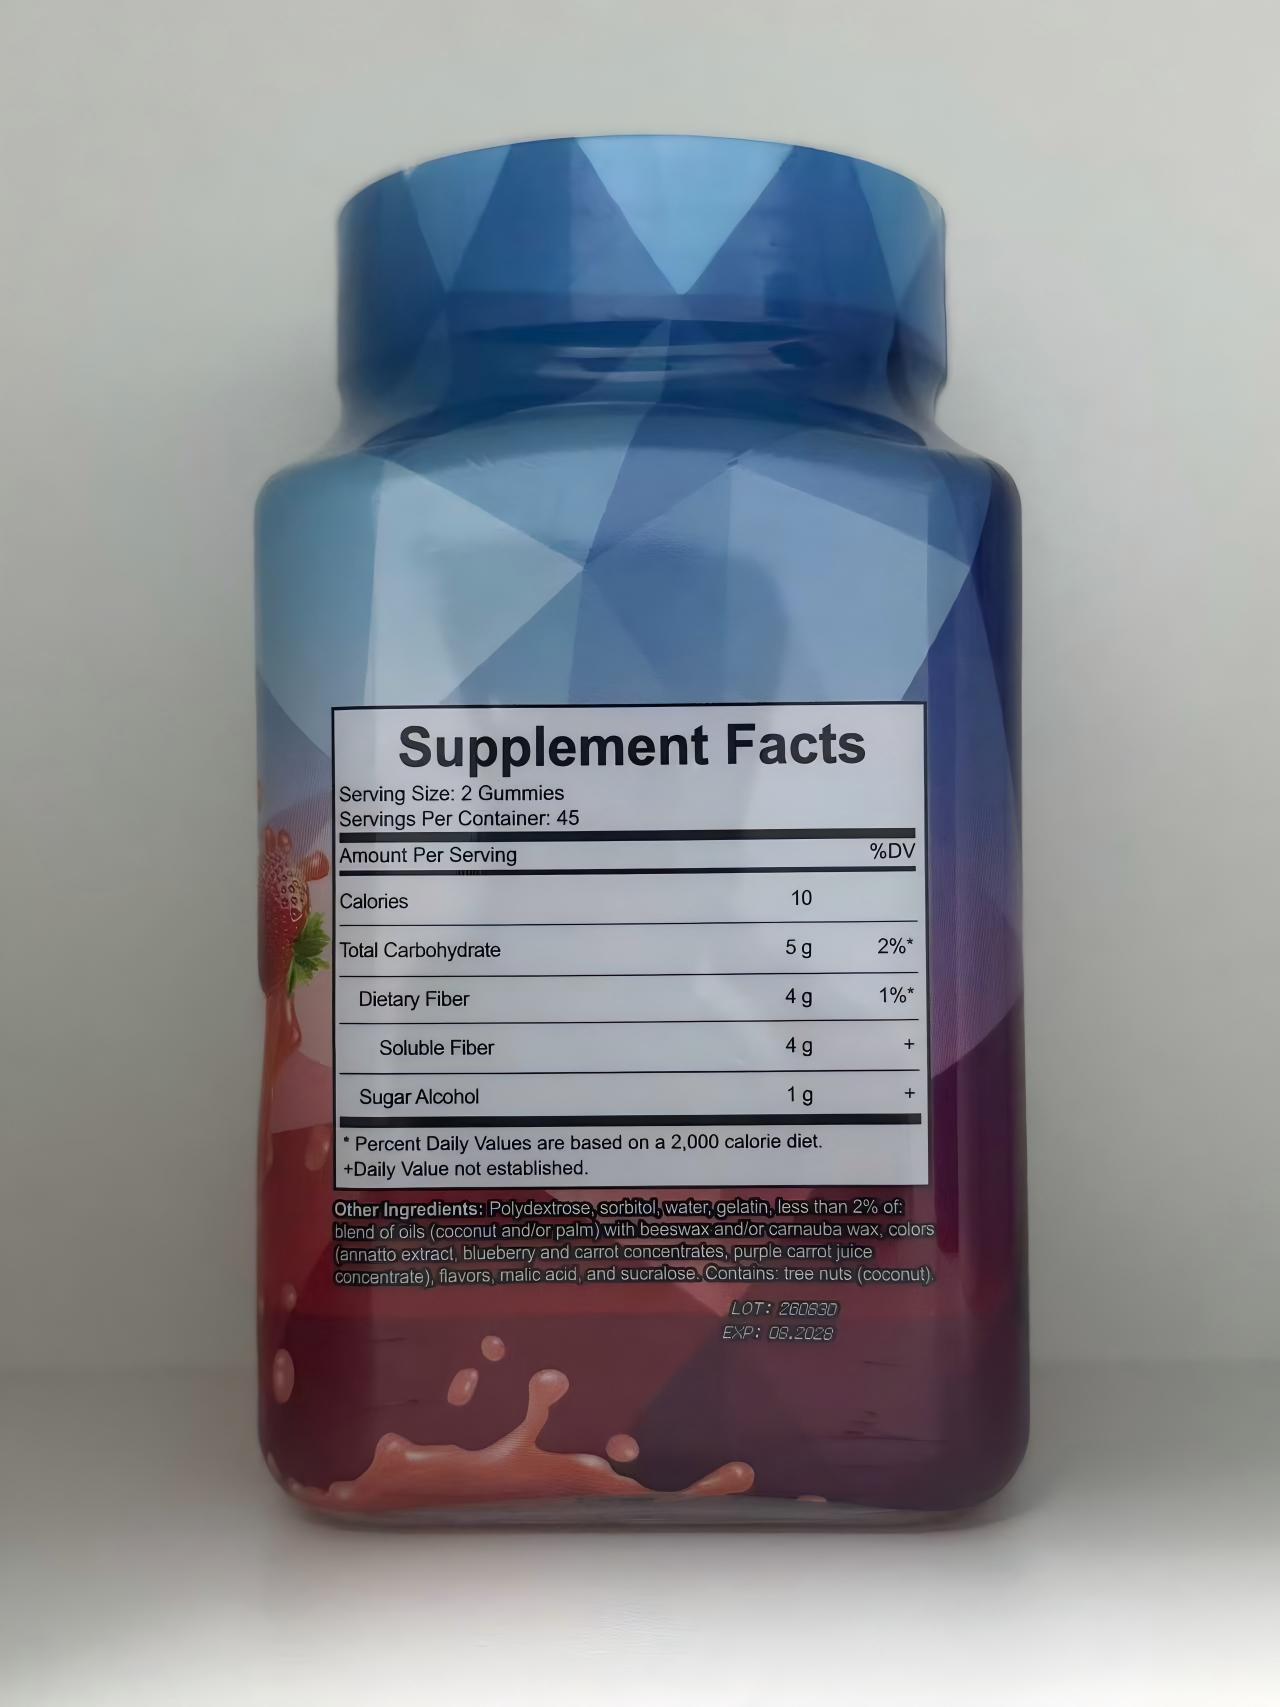 Supplement Facts
Serving Size: 2 Gummies
Servings Per Container: 45
Amount Per Serving %DV
Calories 10
Total Carbohydrate 5 g 2%*
Dietary Fiber 4 g 1%*
Soluble Fiber 4 g +
Sugar Alcohol 1 g +
* Percent Daily Values are based on a 2,000 calorie diet.
+Daily Value not established.
Other Ingredients: Polydextrose, sorbitol, water, gelatin, less than 2% of:
blend of oils (coconut and/or palm) with beeswax and/or carnauba wax, colors
(annatto extract, blueberry and carrot concentrates, purple carrot juice
concentrate), flavors, malic acid, and sucralose. Contains: tree nuts (coconut).
LOT: 260830
EXP: 08.2028